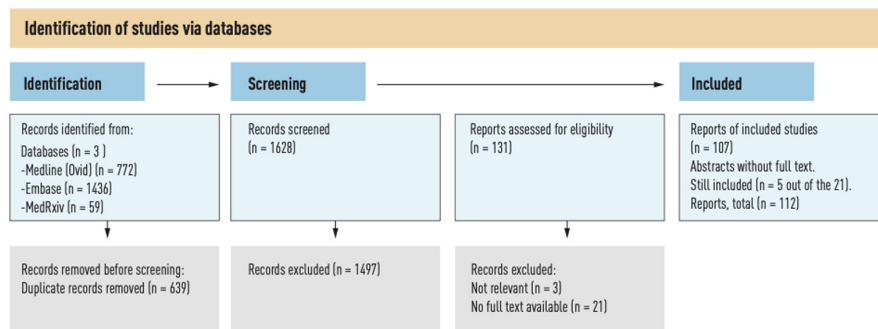 Identification of studies via databases
Identification
Screening
Included
Records identified from:
Databases (n = 3 )
-Medline (Ovid) (n = 772)
-Embase (n = 1436)
-MedRxiv (n = 59)
Records screened
(n = 1628)
Reports assessed for eligibility
(n = 131)
Reports of included studies
(n = 107)
Abstracts without full text.
Still included (n = 5 out of the 21).
Reports, total (n = 112)
Records removed before screening:
Duplicate records removed (n = 639)
Records excluded (n = 1497)
Records excluded:
Not relevant (n = 3)
No full text available (n = 21)